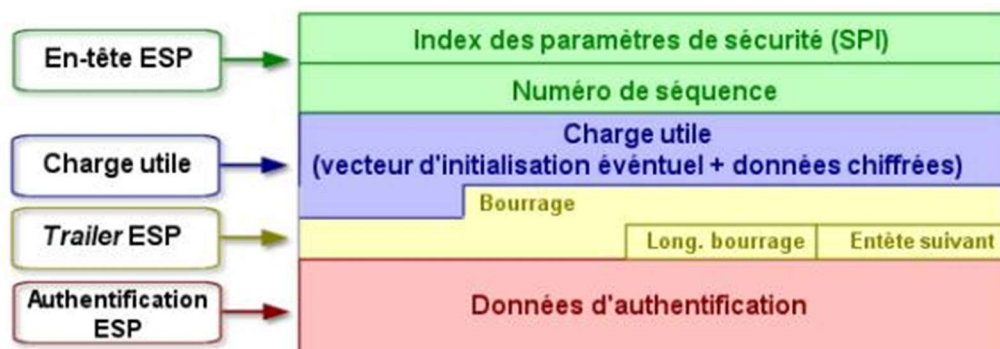 En-tête ESP
Index des paramètres de sécurité (SPI)
Numéro de séquence
Charge utile
Charge utile
(vecteur d'initialisation événtuel + données chiffrées)
Trailer ESP
Bourrage
Long. bourrage
Entête suivant
Authentification
ESP
Données d'authentification